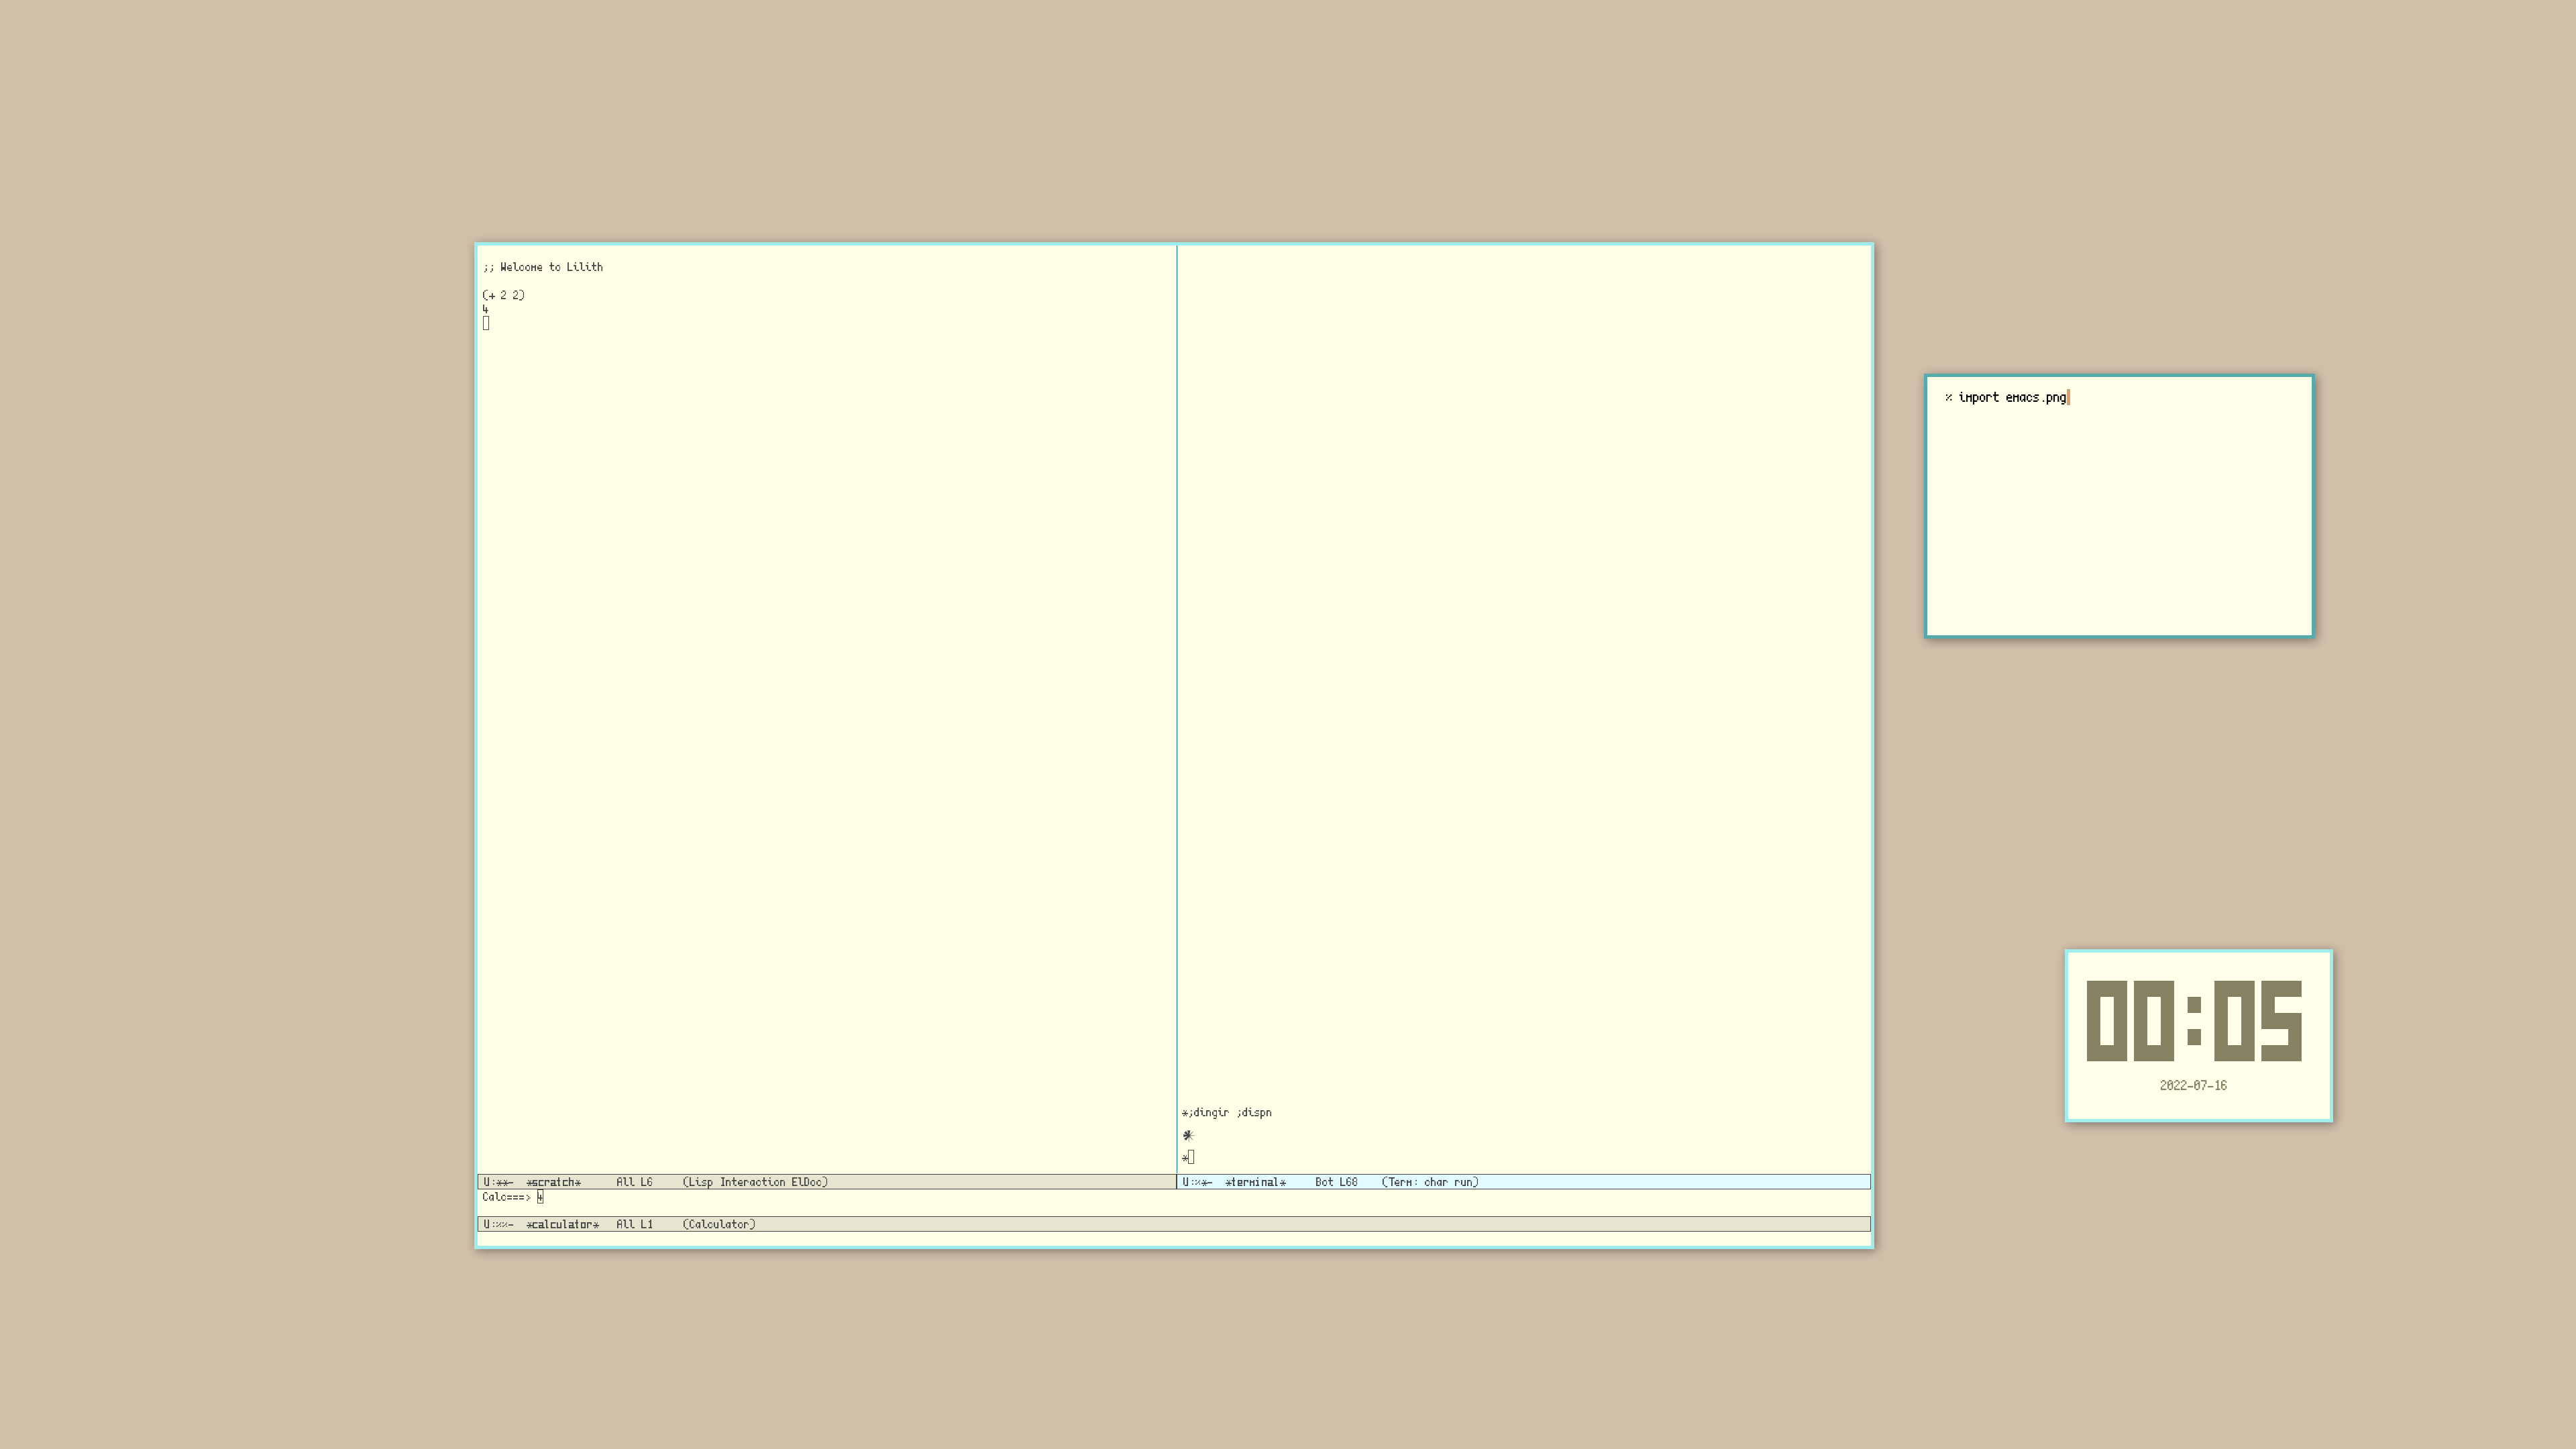 ;; Welcome to Lilith
(+ 2 2)
4
*;dingir ;dispn
𒀭
*
U:**-  *scratch*      All L6     (Lisp Interaction ElDoc)
U:%*-  *terminal*     Bot L68    (Term: char run)
Calc===> 4
U:%%-  *calculator*   All L1     (Calculator)
% import emacs.png
00:05
2022-07-16